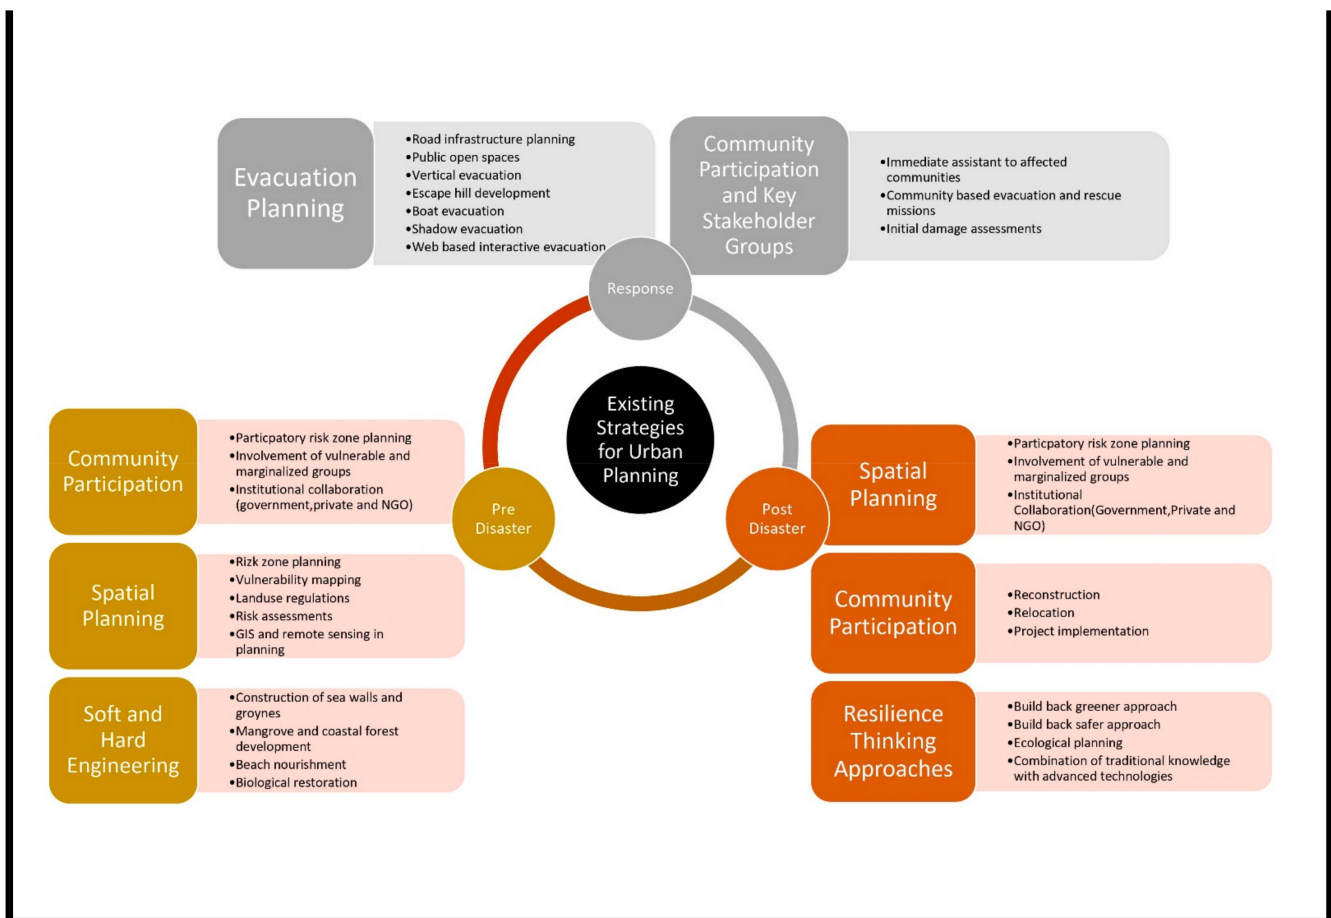 Evacuation
Planning
•Road infrastructure planning
•Public open spaces
•Vertical evacuation
•Escape hill development
•Boat evacuation
•Shadow evacuation
•Web based interactive evacuation
Community
Participation
and Key
Stakeholder
Groups
•Immediate assistant to affected
communities
•Community based evacuation and rescue
missions
•Initial damage assessments
Response
Existing
Strategies
for Urban
Planning
Pre
Disaster
Post
Disaster
Community
Participation
•Particpatory risk zone planning
•Involvement of vulnerable and
marginalized groups
•Institutional collaboration
(government,private and NGO)
Spatial
Planning
•Rizk zone planning
•Vulnerability mapping
•Landuse regulations
•Risk assessments
•GIS and remote sensing in
planning
Soft and
Hard
Engineering
•Construction of sea walls and
groynes
•Mangrove and coastal forest
development
•Beach nourishment
•Biological restoration
Spatial
Planning
•Particpatory risk zone planning
•Involvement of vulnerable and
marginalized groups
•Institutional
Collaboration(Government,Private and
NGO)
Community
Participation
•Reconstruction
•Relocation
•Project implementation
Resilience
Thinking
Approaches
•Build back greener approach
•Build back safer approach
•Ecological planning
•Combination of traditional knowledge
with advanced technologies